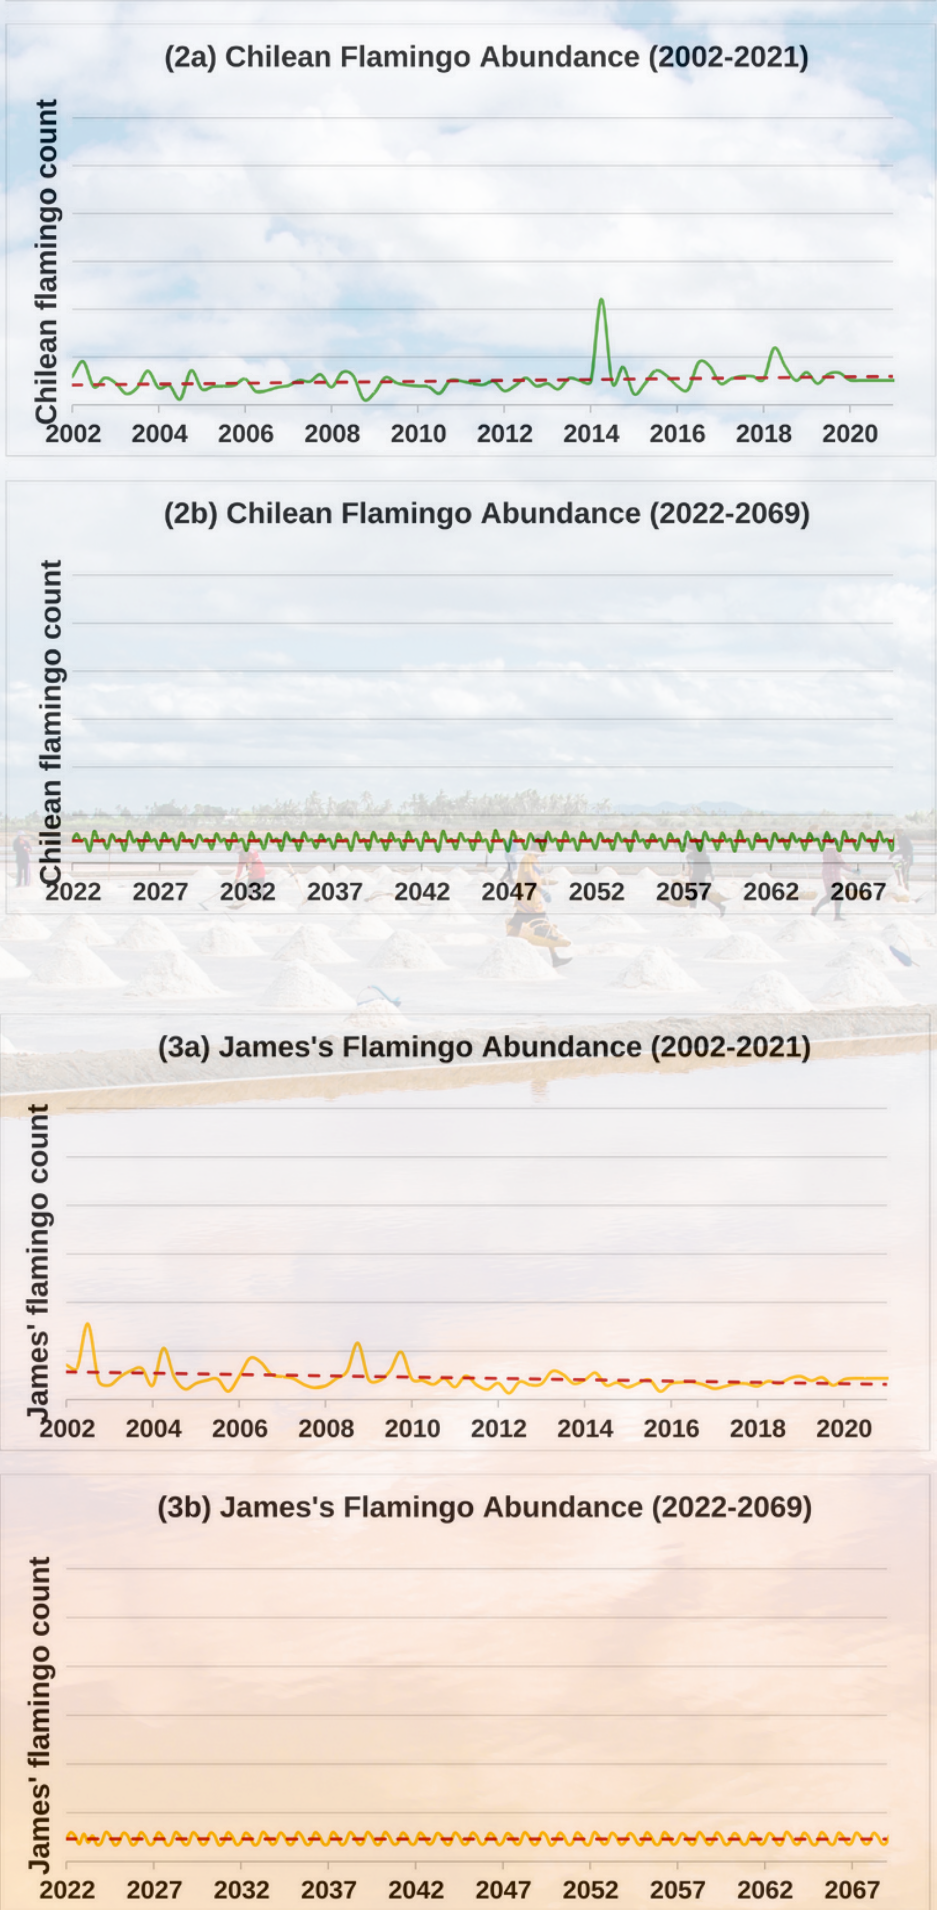 (2a) Chilean Flamingo Abundance (2002-2021)
Chilean flamingo count
2002 2004 2006 2008 2010 2012 2014 2016 2018 2020
(2b) Chilean Flamingo Abundance (2022-2069)
Chilean flamingo count
2022 2027 2032 2037 2042 2047 2052 2057 2062 2067
(3a) James's Flamingo Abundance (2002-2021)
James' flamingo count
2002 2004 2006 2008 2010 2012 2014 2016 2018 2020
(3b) James's Flamingo Abundance (2022-2069)
James' flamingo count
2022 2027 2032 2037 2042 2047 2052 2057 2062 2067